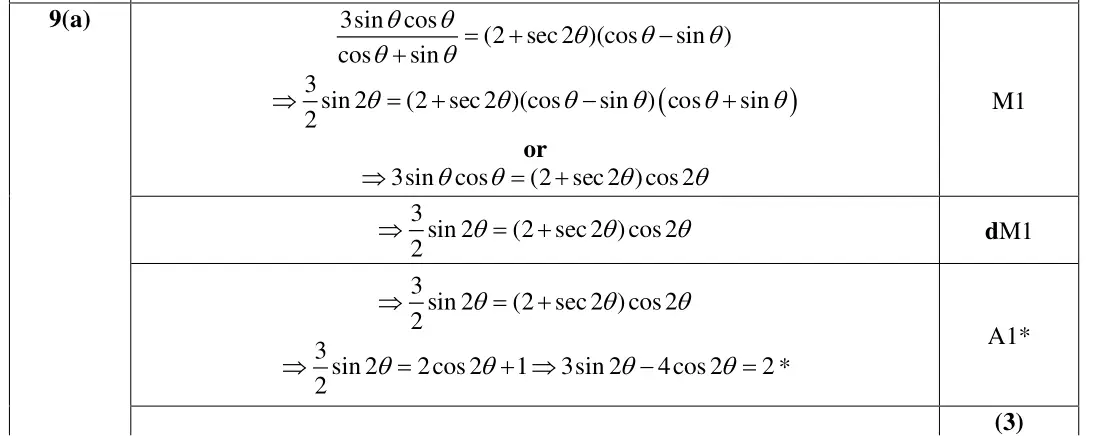 9(a)
3sin θ cos θ / cos θ + sin θ = (2 + sec 2θ)(cos θ − sin θ)
⇒ 3/2 sin 2θ = (2 + sec 2θ)(cos θ − sin θ)(cos θ + sin θ)
M1
or
⇒ 3sin θ cos θ = (2 + sec 2θ) cos 2θ
⇒ 3/2 sin 2θ = (2 + sec 2θ) cos 2θ
dM1
⇒ 3/2 sin 2θ = (2 + sec 2θ) cos 2θ
A1*
⇒ 3/2 sin 2θ = 2cos 2θ + 1 ⇒ 3sin 2θ − 4cos 2θ = 2 *
(3)